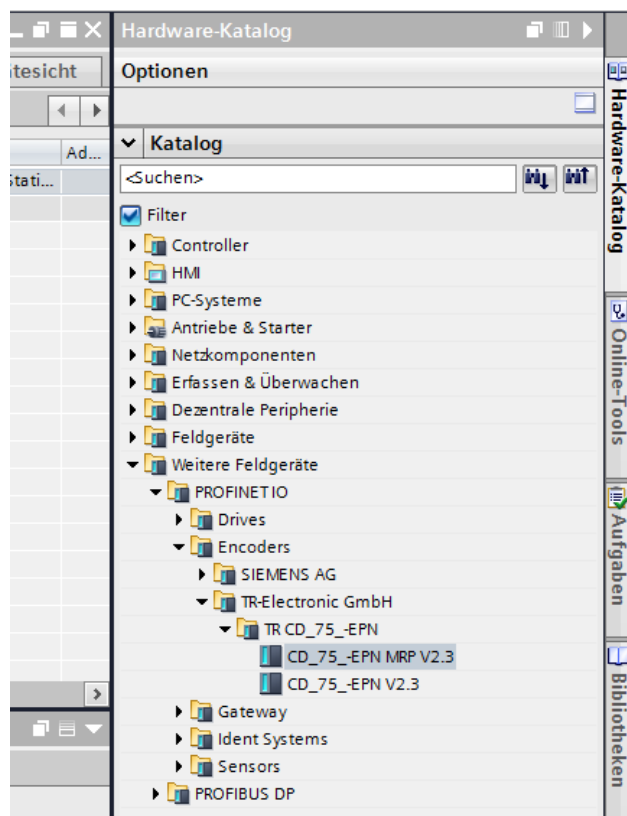 Hardware-Katalog
tesicht
Optionen
Ad...
Katalog
Stati...
<Suchen>
Filter
Controller
HMI
PC-Systeme
Antriebe & Starter
Netzkomponenten
Erfassen & Überwachen
Dezentrale Peripherie
Feldgeräte
Weitere Feldgeräte
PROFINET IO
Drives
Encoders
SIEMENS AG
TR-Electronic GmbH
TR CD_75_-EPN
CD_75_-EPN MRP V2.3
CD_75_-EPN V2.3
Gateway
Ident Systems
Sensors
PROFIBUS DP
Hardware-Katalog
Online-Tools
Aufgaben
Bibliotheken